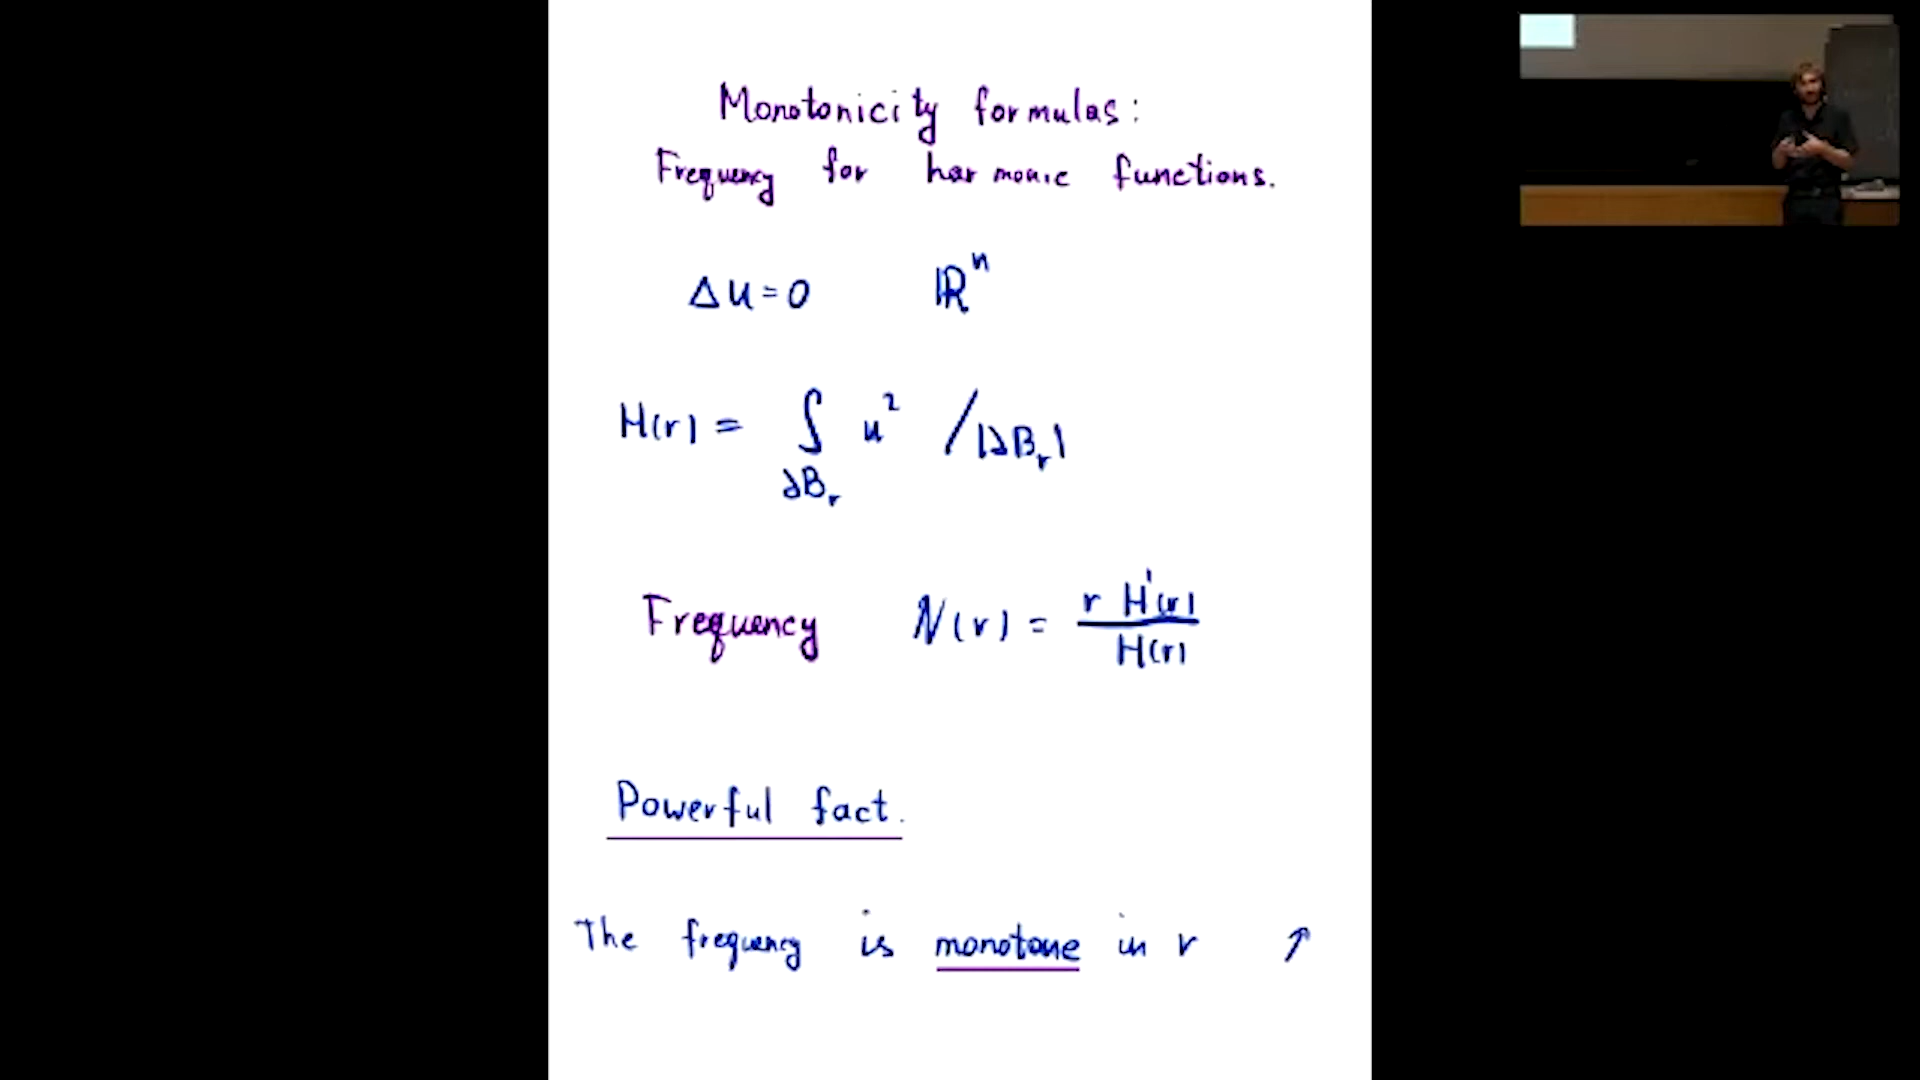 Monotonicity formulas:
Frequency for harmonic functions.
Δu=0 ℝⁿ
H(r) = ∫_{∂B_r} u² / |∂B_r|
Frequency N(r) = r H'(r) / H(r)
Powerful fact.
The frequency is monotone in r ↑